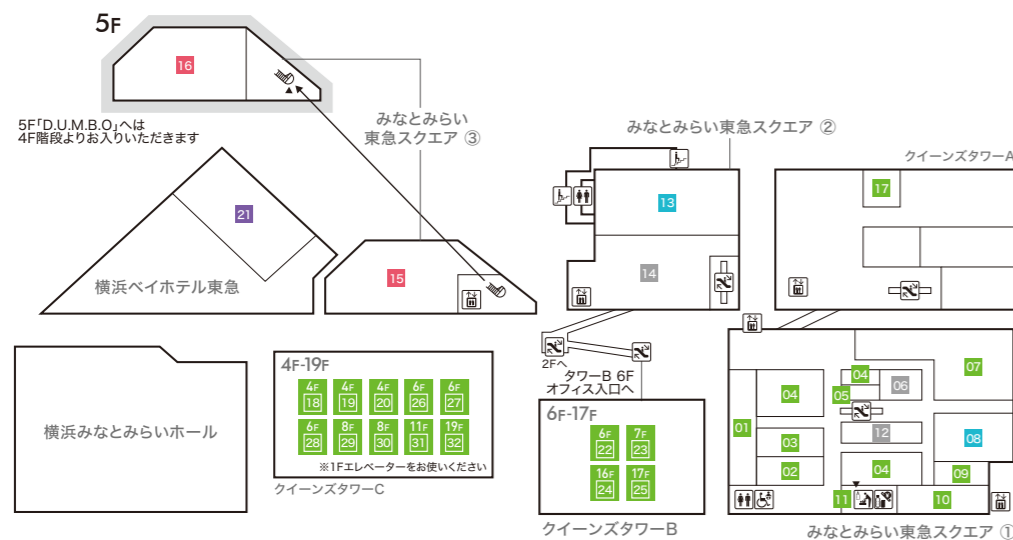 5F
16
5F「D.U.M.B.O」へは
4F階段よりお入りいただきます
みなとみらい
東急スクエア ③
みなとみらい東急スクエア ②
クイーンズタワーA
17
13
21
14
15
横浜ベイホテル東急
2Fへ
タワーB 6F
オフィス入口へ
横浜みなとみらいホール
4F-19F
4F 4F 4F 6F 6F
18 19 20 26 27
6F 8F 8F 11F 19F
28 29 30 31 32
※1Fエレベーターをお使いください
クイーンズタワーC
6F-17F
6F 7F
22 23
16F 17F
24 25
クイーンズタワーB
07
04
06
04
05
01
12
08
03
02
04
09
11
10
みなとみらい東急スクエア ①